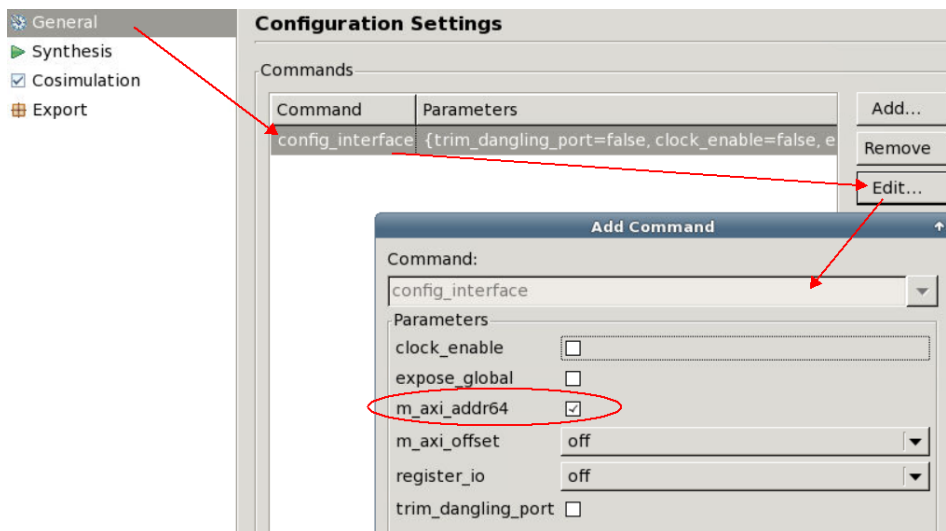 General
Synthesis
Cosimulation
Export
Configuration Settings
Commands
Command Parameters
config_interface {trim_dangling_port=false, clock_enable=false, e
Add...
Remove
Edit...
Add Command
Command:
config_interface
Parameters
clock_enable
expose_global
m_axi_addr64
m_axi_offset off
register_io off
trim_dangling_port